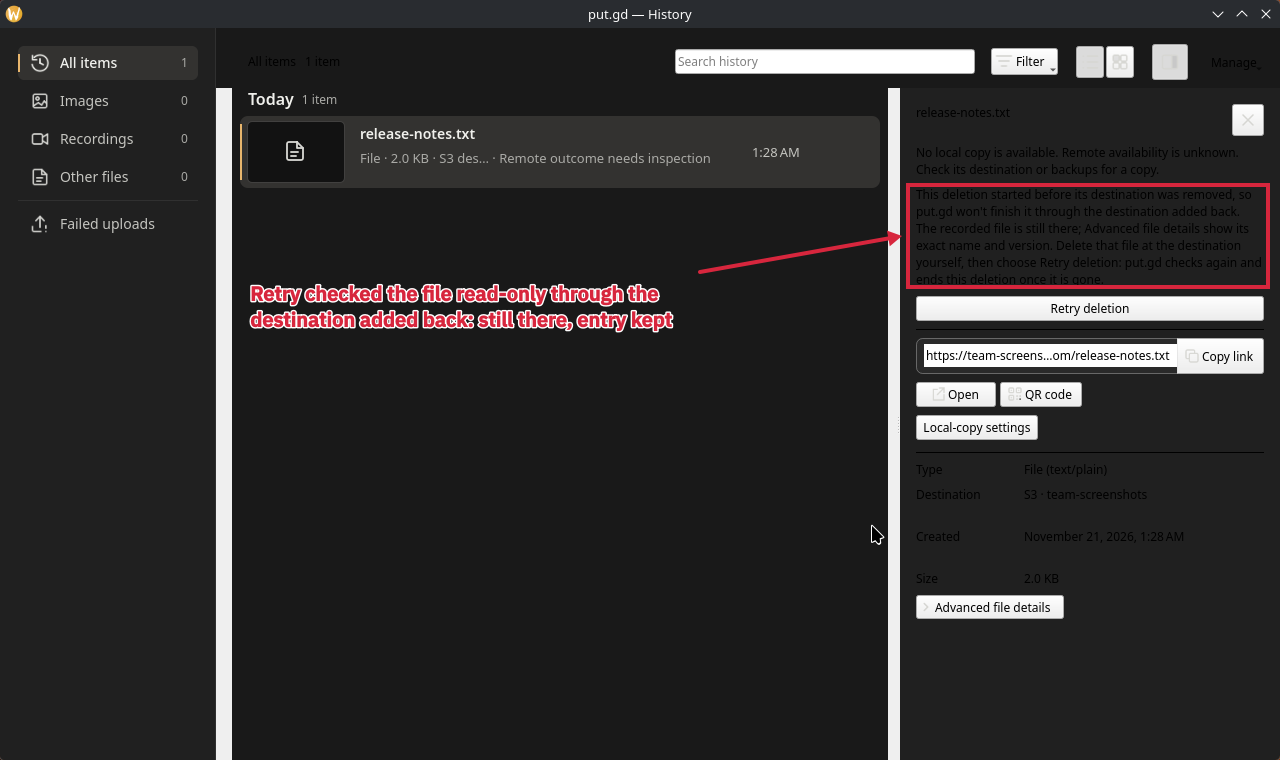 put.gd — History
All items 1
Images 0
Recordings 0
Other files 0
Failed uploads
All items 1 item
Search history
Filter
Manage
Today 1 item
release-notes.txt
File · 2.0 KB · S3 des... · Remote outcome needs inspection
1:28 AM
Retry checked the file read-only through the
destination added back: still there, entry kept
release-notes.txt
No local copy is available. Remote availability is unknown.
Check its destination or backups for a copy.
This deletion started before its destination was removed, so
put.gd won't finish it through the destination added back.
The recorded file is still there; Advanced file details show its
exact name and version. Delete that file at the destination
yourself, then choose Retry deletion: put.gd checks again and
ends this deletion once it is gone.
Retry deletion
https://team-screens...om/release-notes.txt
Copy link
Open
QR code
Local-copy settings
Type File (text/plain)
Destination S3 · team-screenshots
Created November 21, 2026, 1:28 AM
Size 2.0 KB
Advanced file details